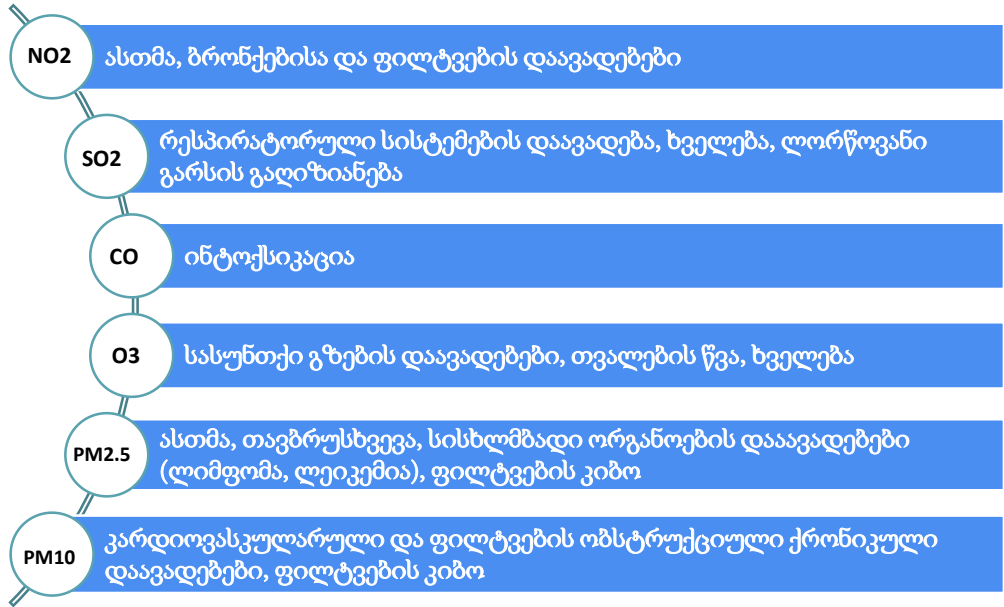 NO2
ასთმა, ბრონქებისა და ფილტვების დაავადებები
SO2
რესპირატორული სისტემების დაავადება, ხველება, ლორწოვანი
გარსის გაღიზიანება
CO
ინტოქსიკაცია
O3
სასუნთქი გზების დაავადებები, თვალების წვა, ხველება
PM2.5
ასთმა, თავბრუსხვევა, სისხლმბადი ორგანოების დააავადებები
(ლიმფომა, ლეიკემია), ფილტვების კიბო
PM10
კარდიოვასკულარული და ფილტვების ობსტრუქციული ქრონიკული
დაავადებები, ფილტვების კიბო